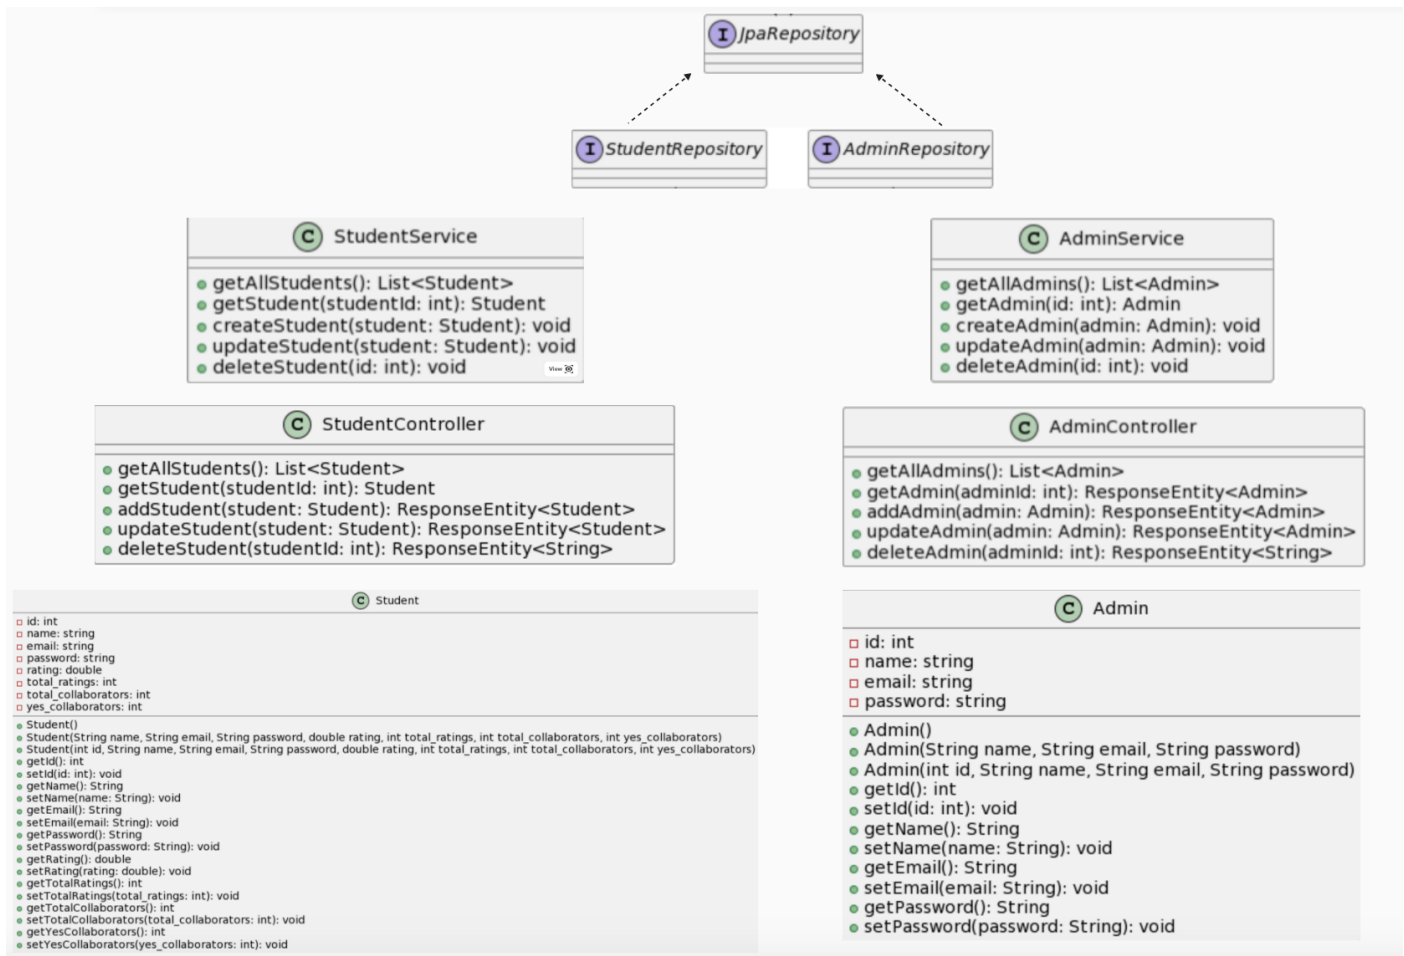 I JpaRepository
I StudentRepository
I AdminRepository
C StudentService
getAllStudents(): List<Student>
getStudent(studentId: int): Student
createStudent(student: Student): void
updateStudent(student: Student): void
deleteStudent(id: int): void
View
C AdminService
getAllAdmins(): List<Admin>
getAdmin(id: int): Admin
createAdmin(admin: Admin): void
updateAdmin(admin: Admin): void
deleteAdmin(id: int): void
C StudentController
getAllStudents(): List<Student>
getStudent(studentId: int): Student
addStudent(student: Student): ResponseEntity<Student>
updateStudent(student: Student): ResponseEntity<Student>
deleteStudent(studentId: int): ResponseEntity<String>
C AdminController
getAllAdmins(): List<Admin>
getAdmin(adminId: int): ResponseEntity<Admin>
addAdmin(admin: Admin): ResponseEntity<Admin>
updateAdmin(admin: Admin): ResponseEntity<Admin>
deleteAdmin(adminId: int): ResponseEntity<String>
C Student
id: int
name: string
email: string
password: string
rating: double
total_ratings: int
total_collaborators: int
yes_collaborators: int
Student()
Student(String name, String email, String password, double rating, int total_ratings, int total_collaborators, int yes_collaborators)
Student(int id, String name, String email, String password, double rating, int total_ratings, int total_collaborators, int yes_collaborators)
getId(): int
setId(id: int): void
getName(): String
setName(name: String): void
getEmail(): String
setEmail(email: String): void
getPassword(): String
setPassword(password: String): void
getRating(): double
setRating(rating: double): void
getTotalRatings(): int
setTotalRatings(total_ratings: int): void
getTotalCollaborators(): int
setTotalCollaborators(total_collaborators: int): void
getYesCollaborators(): int
setYesCollaborators(yes_collaborators: int): void
C Admin
id: int
name: string
email: string
password: string
Admin()
Admin(String name, String email, String password)
Admin(int id, String name, String email, String password)
getId(): int
setId(id: int): void
getName(): String
setName(name: String): void
getEmail(): String
setEmail(email: String): void
getPassword(): String
setPassword(password: String): void